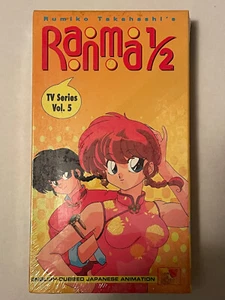 Rumiko Takahashi's
Ranma ½
TV Series
Vol. 5
ENGLISH-DUBBED JAPANESE ANIMATION